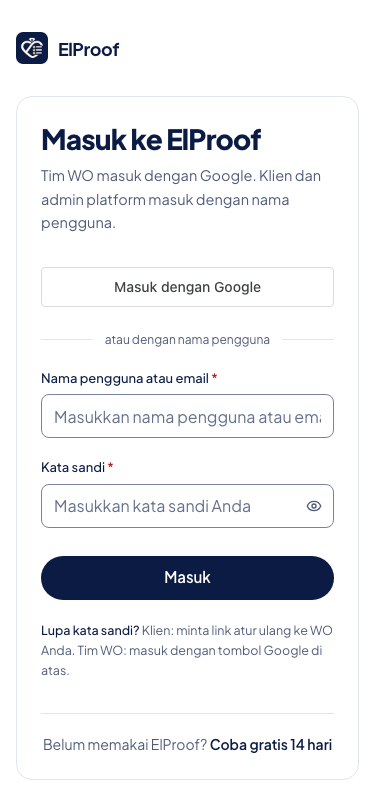 ElProof
Masuk ke ElProof
Tim WO masuk dengan Google. Klien dan
admin platform masuk dengan nama
pengguna.
Masuk dengan Google
atau dengan nama pengguna
Nama pengguna atau email *
Masukkan nama pengguna atau ema
Kata sandi *
Masukkan kata sandi Anda
Masuk
Lupa kata sandi? Klien: minta link atur ulang ke WO
Anda. Tim WO: masuk dengan tombol Google di
atas.
Belum memakai ElProof? Coba gratis 14 hari